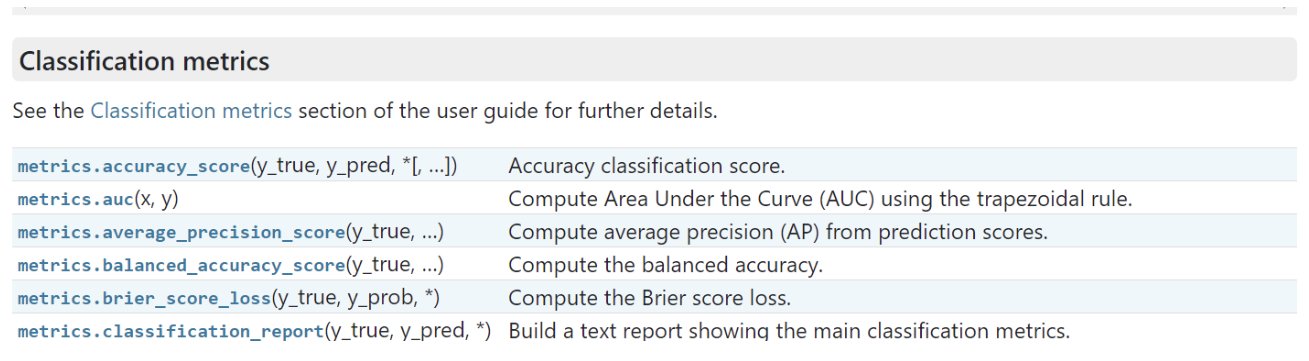 Classification metrics
See the Classification metrics section of the user guide for further details.
metrics.accuracy_score(y_true, y_pred, *[, ...]) Accuracy classification score.
metrics.auc(x, y) Compute Area Under the Curve (AUC) using the trapezoidal rule.
metrics.average_precision_score(y_true, ...) Compute average precision (AP) from prediction scores.
metrics.balanced_accuracy_score(y_true, ...) Compute the balanced accuracy.
metrics.brier_score_loss(y_true, y_prob, *) Compute the Brier score loss.
metrics.classification_report(y_true, y_pred, *) Build a text report showing the main classification metrics.